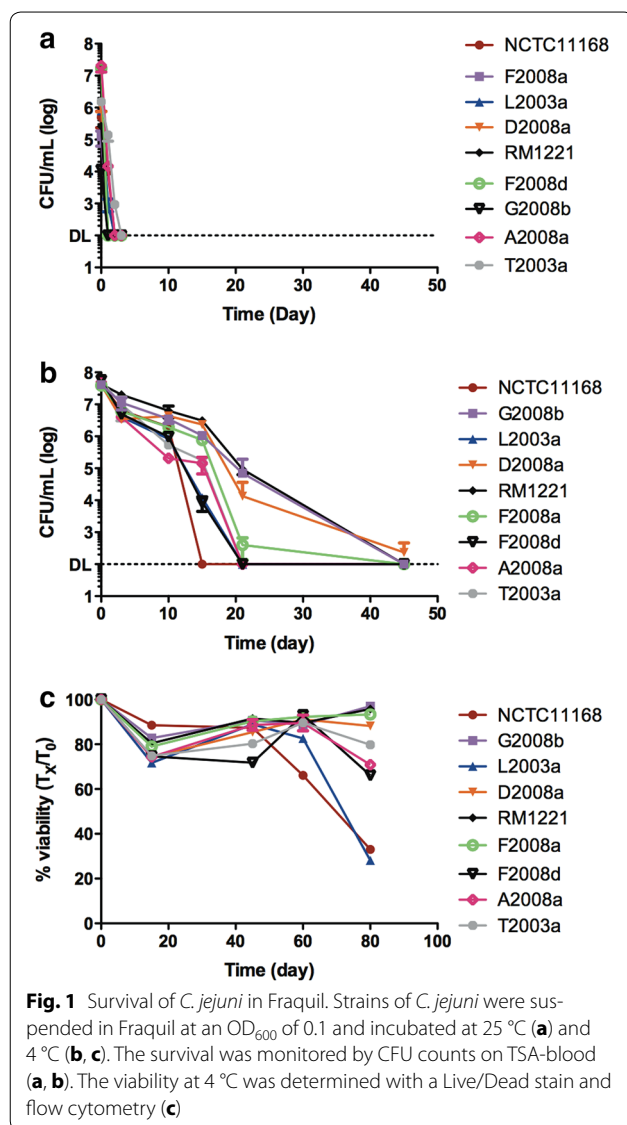 a
CFU/mL (log)
8
7
6
5
4
3
DL
1
0 10 20 30 40 50
Time (Day)
NCTC11168
F2008a
L2003a
D2008a
RM1221
F2008d
G2008b
A2008a
T2003a
b
CFU/mL (log)
8
7
6
5
4
3
DL
1
0 10 20 30 40 50
Time (day)
NCTC11168
G2008b
L2003a
D2008a
RM1221
F2008a
F2008d
A2008a
T2003a
c
% viability (Tx/T0)
100
80
60
40
20
0
0 20 40 60 80 100
Time (day)
NCTC11168
G2008b
L2003a
D2008a
RM1221
F2008a
F2008d
A2008a
T2003a
Fig. 1 Survival of C. jejuni in Fraquil. Strains of C. jejuni were sus-
pended in Fraquil at an OD600 of 0.1 and incubated at 25 °C (a) and
4 °C (b, c). The survival was monitored by CFU counts on TSA-blood
(a, b). The viability at 4 °C was determined with a Live/Dead stain and
flow cytometry (c)